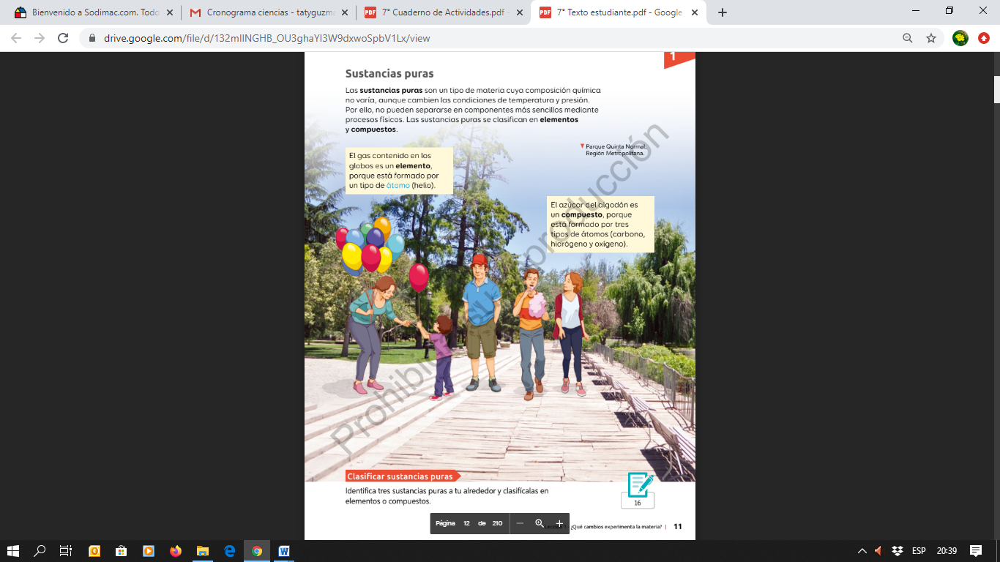 Bienvenido a Sodimac.com. Todo
Cronograma ciencias - tatyguzma
7° Cuaderno de Actividades.pdf -
7° Texto estudiante.pdf - Google
drive.google.com/file/d/132mlINGHB_OU3ghaYl3W9dxwoSpbV1Lx/view
1
Sustancias puras
Las sustancias puras son un tipo de materia cuya composición química
no varía, aunque cambien las condiciones de temperatura y presión.
Por ello, no pueden separarse en componentes más sencillos mediante
procesos físicos. Las sustancias puras se clasifican en elementos
y compuestos.
Parque Quinta Normal,
Región Metropolitana.
El gas contenido en los
globos es un elemento,
porque está formado por
un tipo de átomo (helio).
El azúcar del algodón es
un compuesto, porque
está formado por tres
tipos de átomos (carbono,
hidrógeno y oxígeno).
Prohibida su reproducción
Clasificar sustancias puras
Identifica tres sustancias puras a tu alrededor y clasifícalas en
elementos o compuestos.
16
Página 12 de 210
¿Qué cambios experimenta la materia? | 11
ESP 20:39